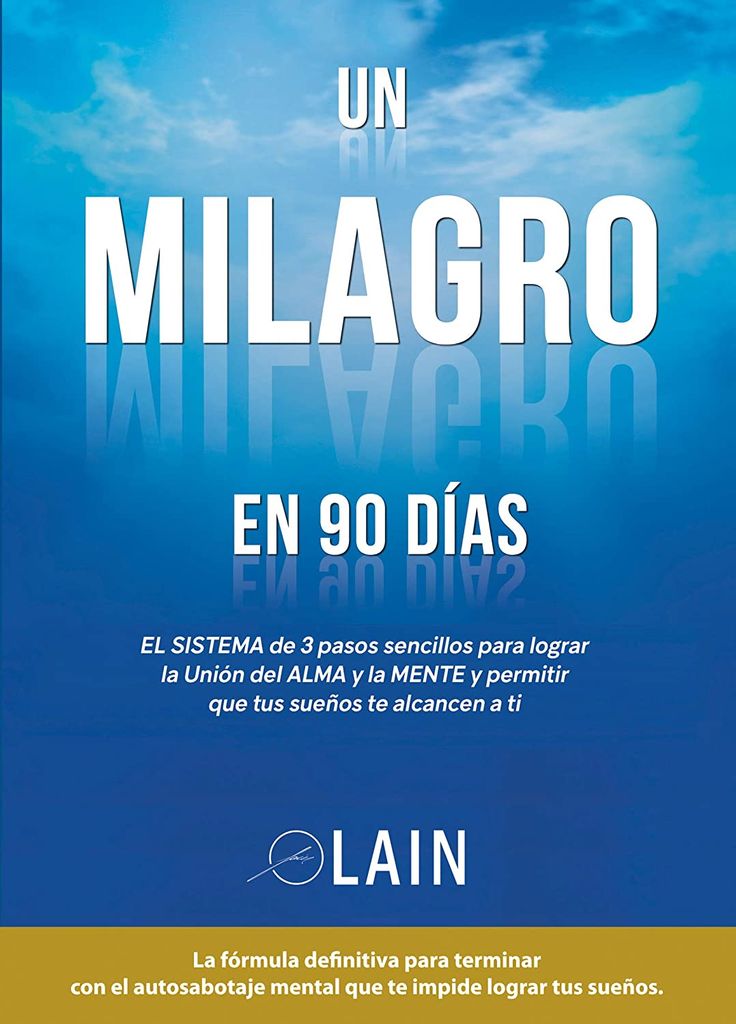 UN
MILAGRO
EN 90 DÍAS
EL SISTEMA de 3 pasos sencillos para lograr
la Unión del ALMA y la MENTE y permitir
que tus sueños te alcancen a ti
LAIN
La fórmula definitiva para terminar
con el autosabotaje mental que te impide lograr tus sueños.